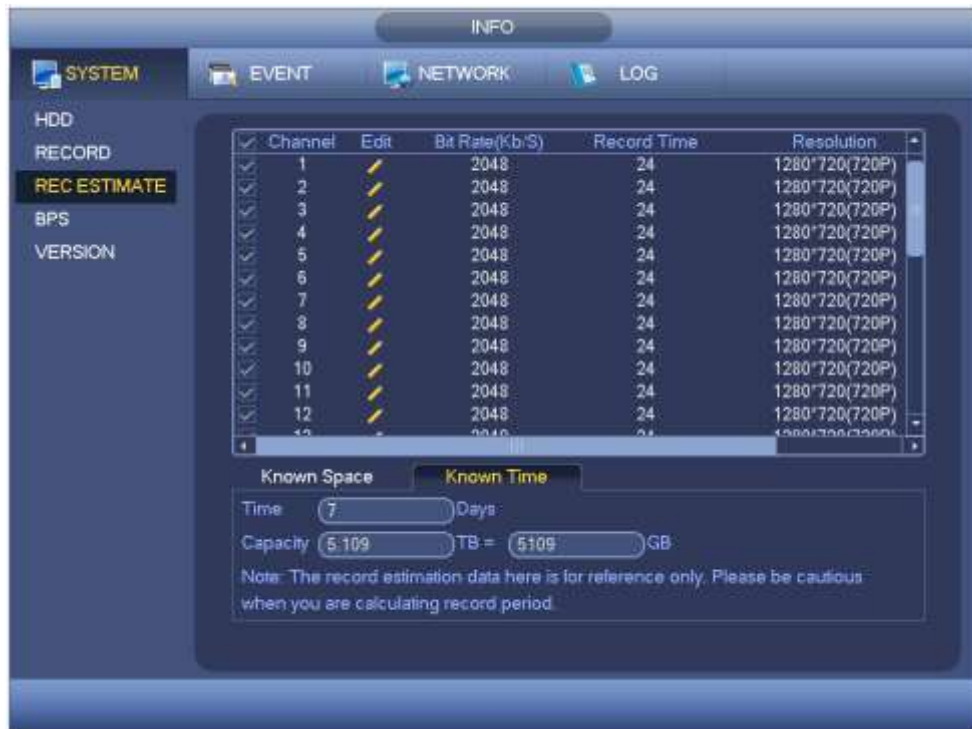 INFO
SYSTEM EVENT NETWORK LOG
HDD
RECORD
REC ESTIMATE
BPS
VERSION
Channel Edit Bit Rate(Kb/S) Record Time Resolution
1 2048 24 1280*720(720P)
2 2048 24 1280*720(720P)
3 2048 24 1280*720(720P)
4 2048 24 1280*720(720P)
5 2048 24 1280*720(720P)
6 2048 24 1280*720(720P)
7 2048 24 1280*720(720P)
8 2048 24 1280*720(720P)
9 2048 24 1280*720(720P)
10 2048 24 1280*720(720P)
11 2048 24 1280*720(720P)
12 2048 24 1280*720(720P)
Known Space Known Time
Time 7 Days
Capacity 5.109 TB = 5109 GB
Note: The record estimation data here is for reference only. Please be cautious
when you are calculating record period.